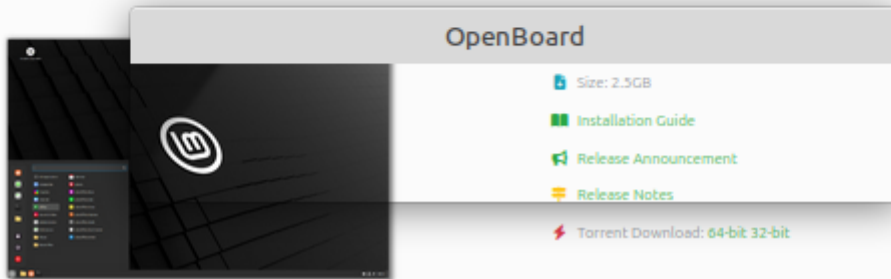 OpenBoard
Size: 2.5GB
Installation Guide
Release Announcement
Release Notes
Torrent Download: 64-bit 32-bit